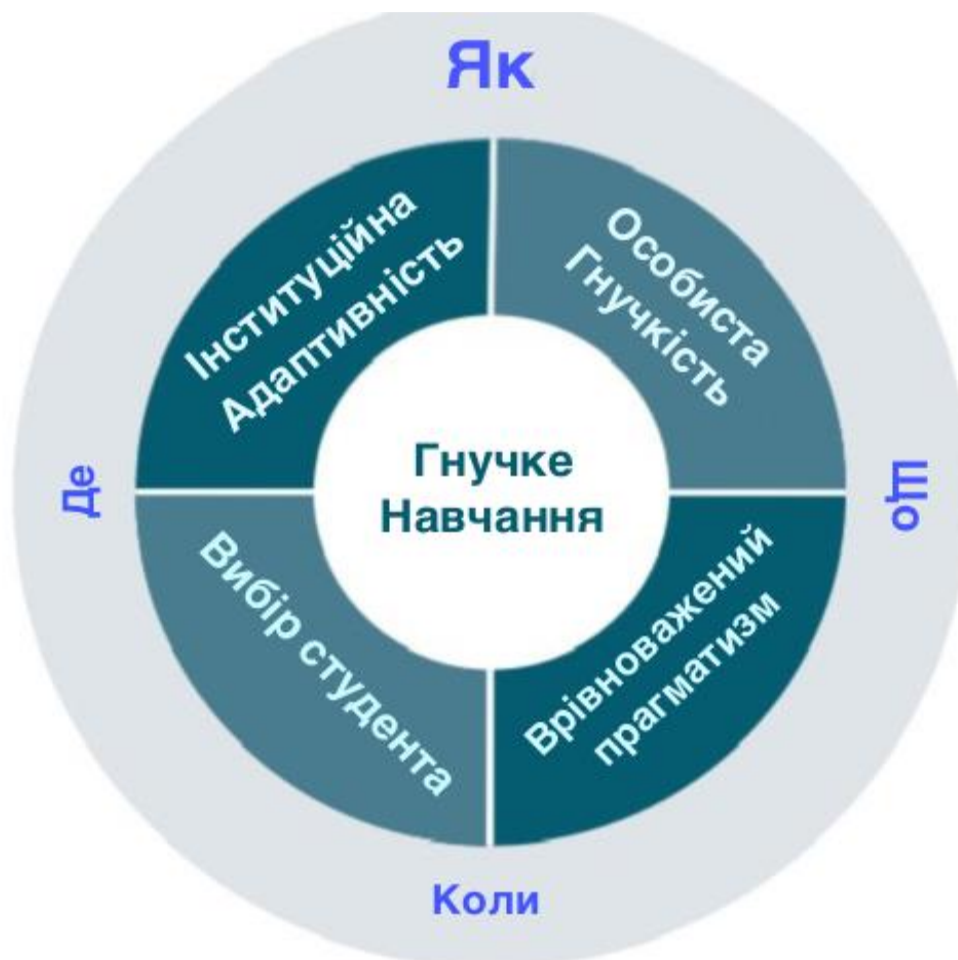 Як
Інституційна
Адаптивність
Особиста
Гнучкість
Де
Гнучке
Навчання
Що
Вибір студента
Врівноважений
прагматизм
Коли